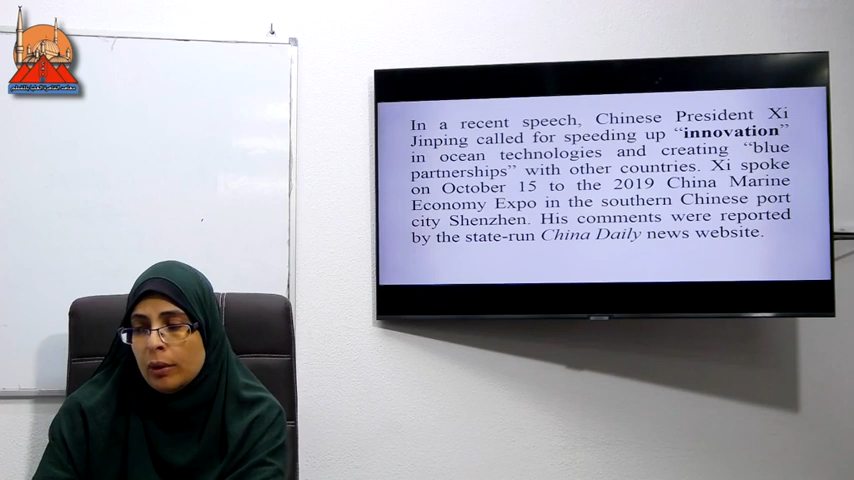 In a recent speech, Chinese President Xi
Jinping called for speeding up “innovation”
in ocean technologies and creating “blue
partnerships” with other countries. Xi spoke
on October 15 to the 2019 China Marine
Economy Expo in the southern Chinese port
city Shenzhen. His comments were reported
by the state-run China Daily news website.